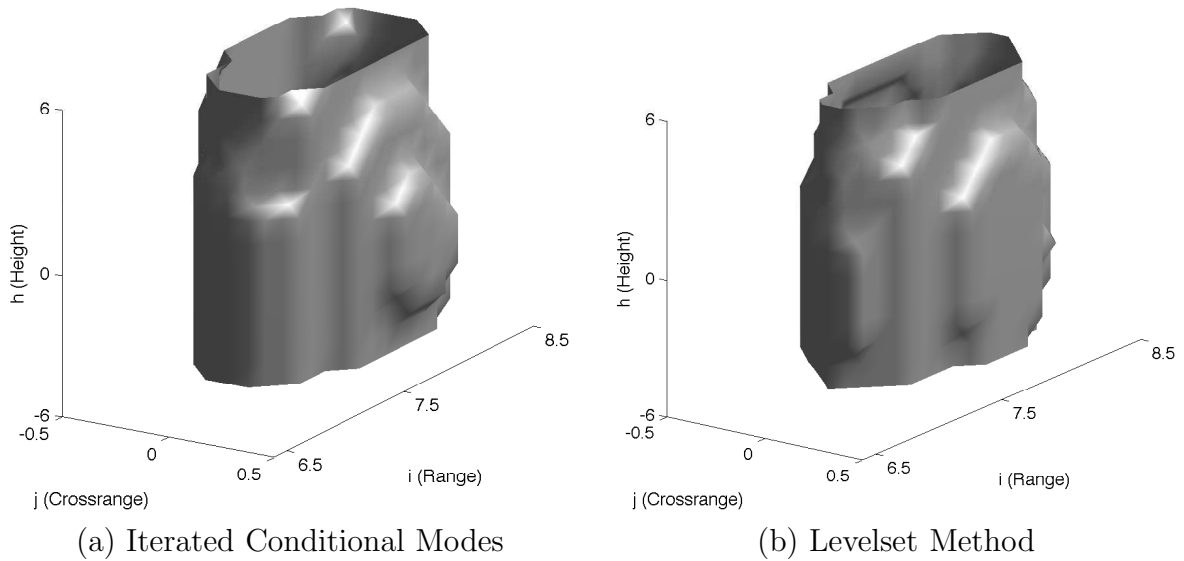 6
0
-6
h (Height)
-0.5
0
0.5
j (Crossrange)
6.5
7.5
8.5
i (Range)
(a) Iterated Conditional Modes
6
0
-6
h (Height)
-0.5
0
0.5
j (Crossrange)
6.5
7.5
8.5
i (Range)
(b) Levelset Method